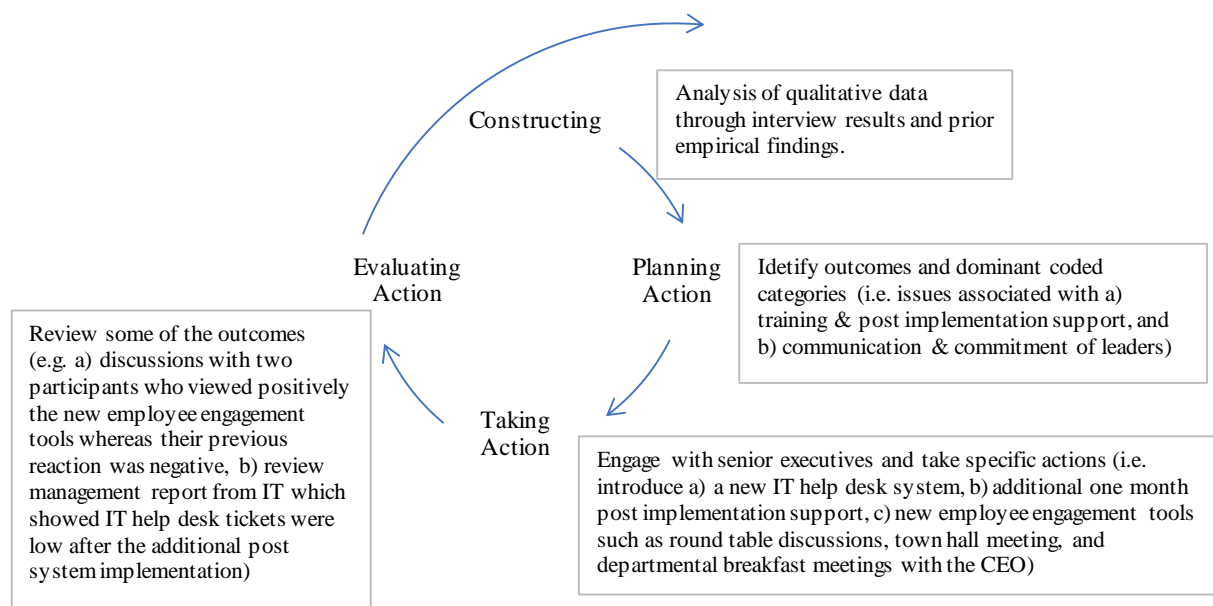 Constructing
Analysis of qualitative data
through interview results and prior
empirical findings.
Evaluating
Action
Planning
Action
Idetify outcomes and dominant coded
categories (i.e. issues associated with a)
training & post implementation support, and
b) communication & commitment of leaders)
Review some of the outcomes
(e.g. a) discussions with two
participants who viewed positively
the new employee engagement
tools whereas their previous
reaction was negative, b) review
management report from IT which
showed IT help desk tickets were
low after the additional post
system implementation)
Taking
Action
Engage with senior executives and take specific actions (i.e.
introduce a) a new IT help desk system, b) additional one month
post implementation support, c) new employee engagement tools
such as round table discussions, town hall meeting, and
departmental breakfast meetings with the CEO)